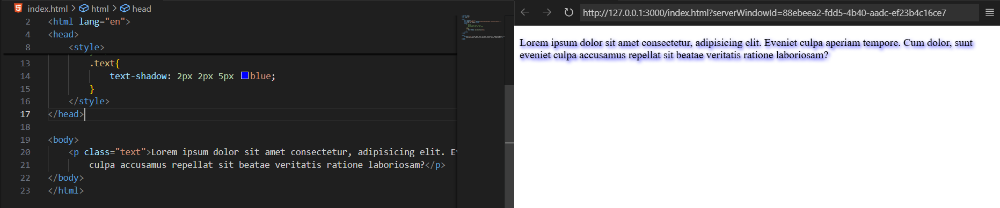 index.html > html > head
2 <html lang="en">
4 <head>
8 <style>
13 .text{
14 text-shadow: 2px 2px 5px blue;
15 }
16 </style>
17 </head>
18
19 <body>
20 <p class="text">Lorem ipsum dolor sit amet consectetur, adipisicing elit. Ev
21 culpa accusamus repellat sit beatae veritatis ratione laboriosam?</p>
22 </body>
23 </html>
http://127.0.0.1:3000/index.html?serverWindowId=88ebeea2-fdd5-4b40-aadc-ef23b4c16ce7
Lorem ipsum dolor sit amet consectetur, adipisicing elit. Eveniet culpa aperiam tempore. Cum dolor, sunt
eveniet culpa accusamus repellat sit beatae veritatis ratione laboriosam?